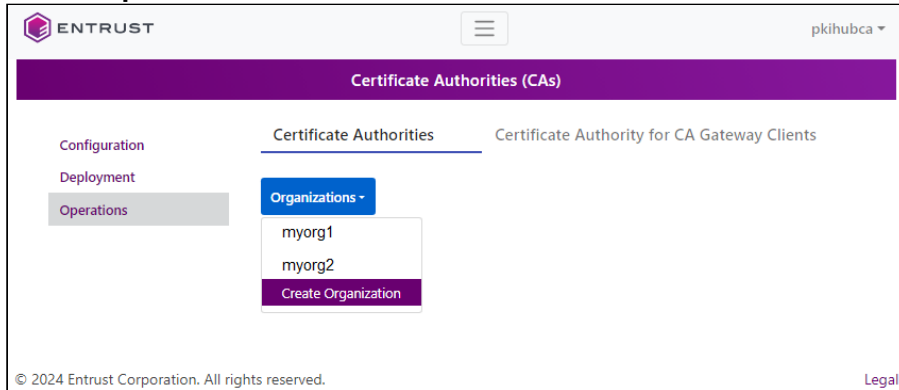 ENTRUST
pkihubca
Certificate Authorities (CAs)
Configuration
Deployment
Operations
Certificate Authorities
Certificate Authority for CA Gateway Clients
Organizations
myorg1
myorg2
Create Organization
© 2024 Entrust Corporation. All rights reserved.
Legal